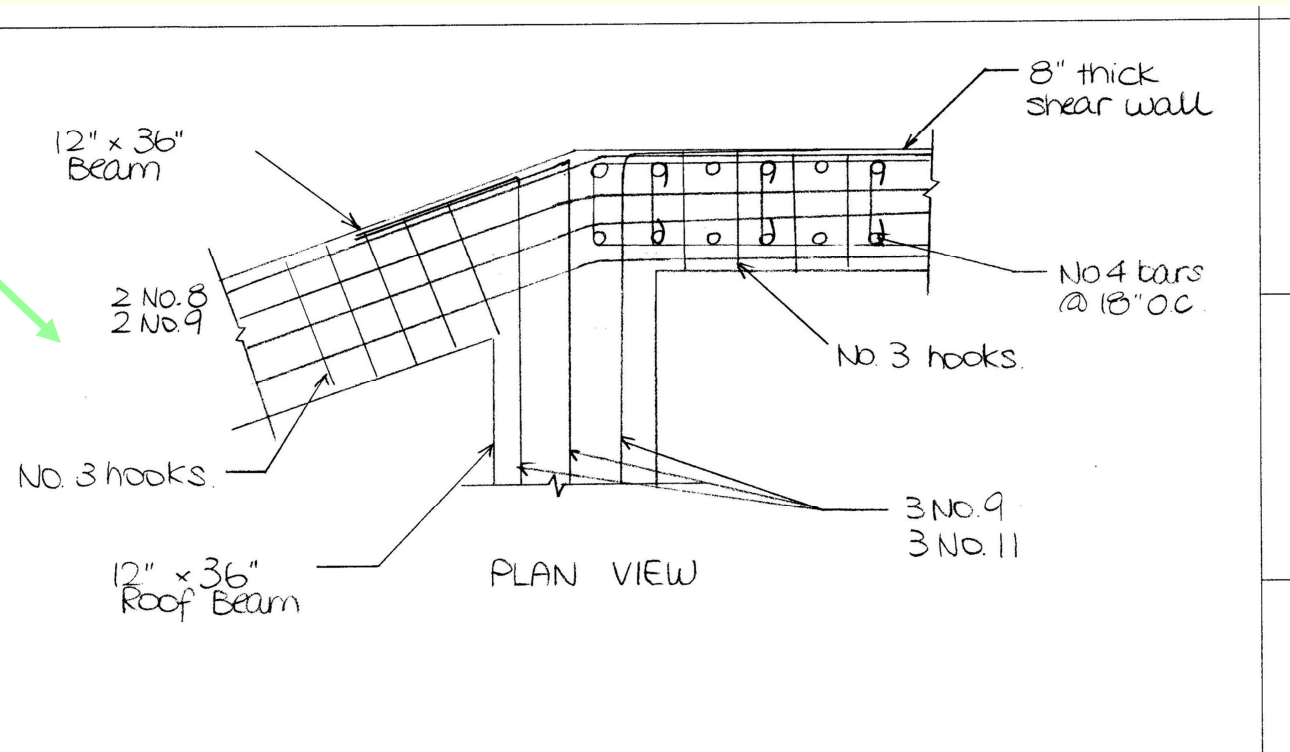 8" thick
shear wall
12" x 36"
Beam
2 NO. 8
2 NO. 9
NO 4 bars
@ 18" O.C.
NO. 3 hooks.
NO. 3 hooks.
3 NO. 9
3 NO. 11
12" x 36"
Roof Beam
PLAN VIEW